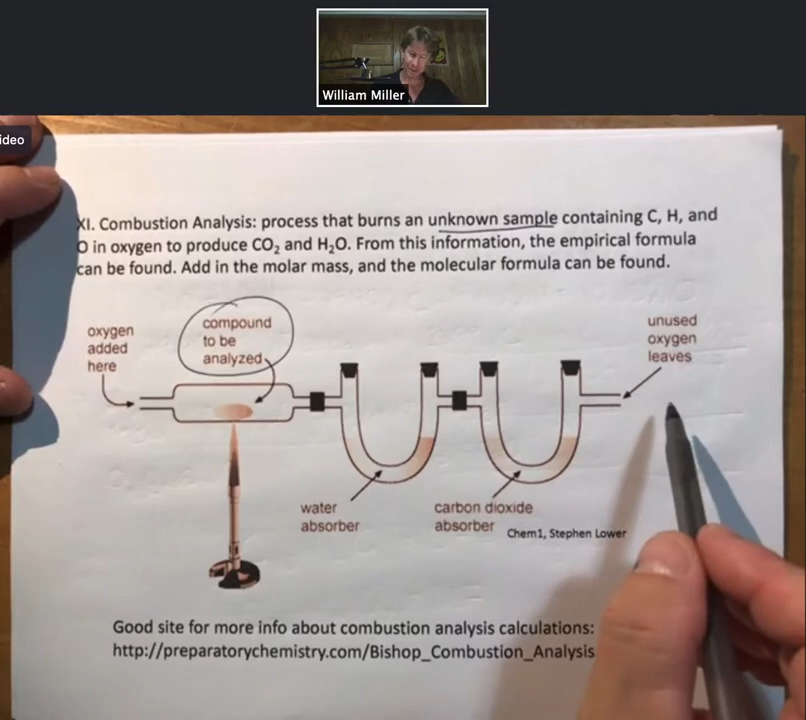 William Miller
ideo
XI. Combustion Analysis: process that burns an unknown sample containing C, H, and
O in oxygen to produce CO₂ and H₂O. From this information, the empirical formula
can be found. Add in the molar mass, and the molecular formula can be found.
oxygen
added
here
compound
to be
analyzed
unused
oxygen
leaves
water
absorber
carbon dioxide
absorber
Chem1, Stephen Lower
Good site for more info about combustion analysis calculations:
http://preparatorychemistry.com/Bishop_Combustion_Analysis